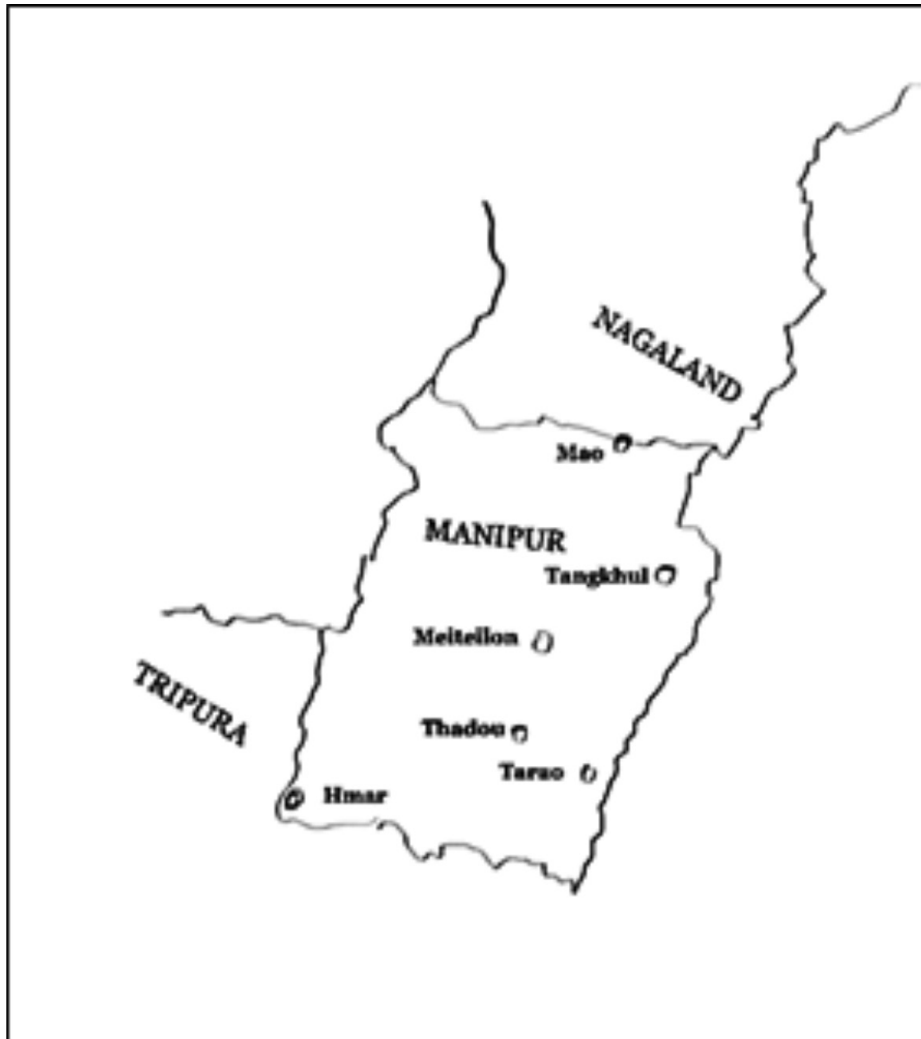 NAGALAND
Mao
MANIPUR
Tangkhul
Meiteilon
TRIPURA
Thadou
Tarao
Hmar